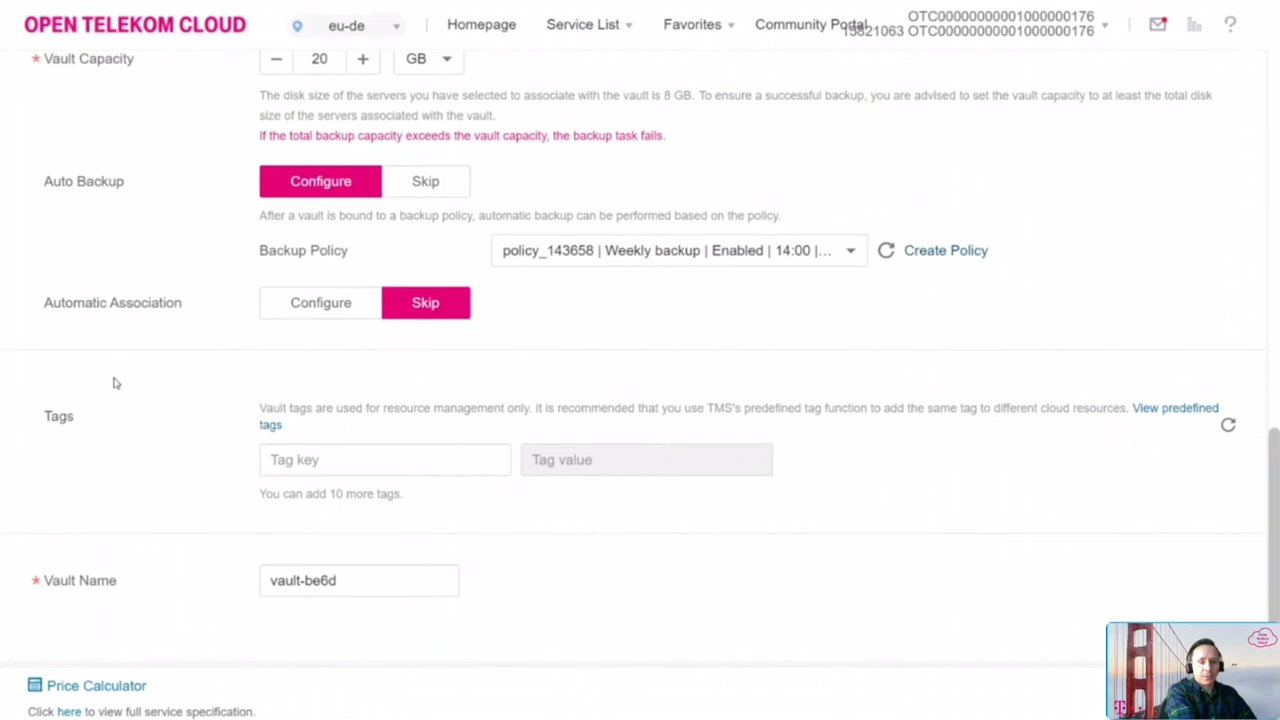 OPEN TELEKOM CLOUD
eu-de
Homepage
Service List
Favorites
Community Portal
OTC00000000001000000176
15821063 OTC00000000001000000176
* Vault Capacity
− 20 + GB
The disk size of the servers you have selected to associate with the vault is 8 GB. To ensure a successful backup, you are advised to set the vault capacity to at least the total disk
size of the servers associated with the vault.
If the total backup capacity exceeds the vault capacity, the backup task fails.
Auto Backup
Configure
Skip
After a vault is bound to a backup policy, automatic backup can be performed based on the policy.
Backup Policy
policy_143658 | Weekly backup | Enabled | 14:00 |...
Create Policy
Automatic Association
Configure
Skip
Tags
Vault tags are used for resource management only. It is recommended that you use TMS's predefined tag function to add the same tag to different cloud resources. View predefined
tags
Tag key
Tag value
You can add 10 more tags.
* Vault Name
vault-be6d
Price Calculator
Click here to view full service specification.